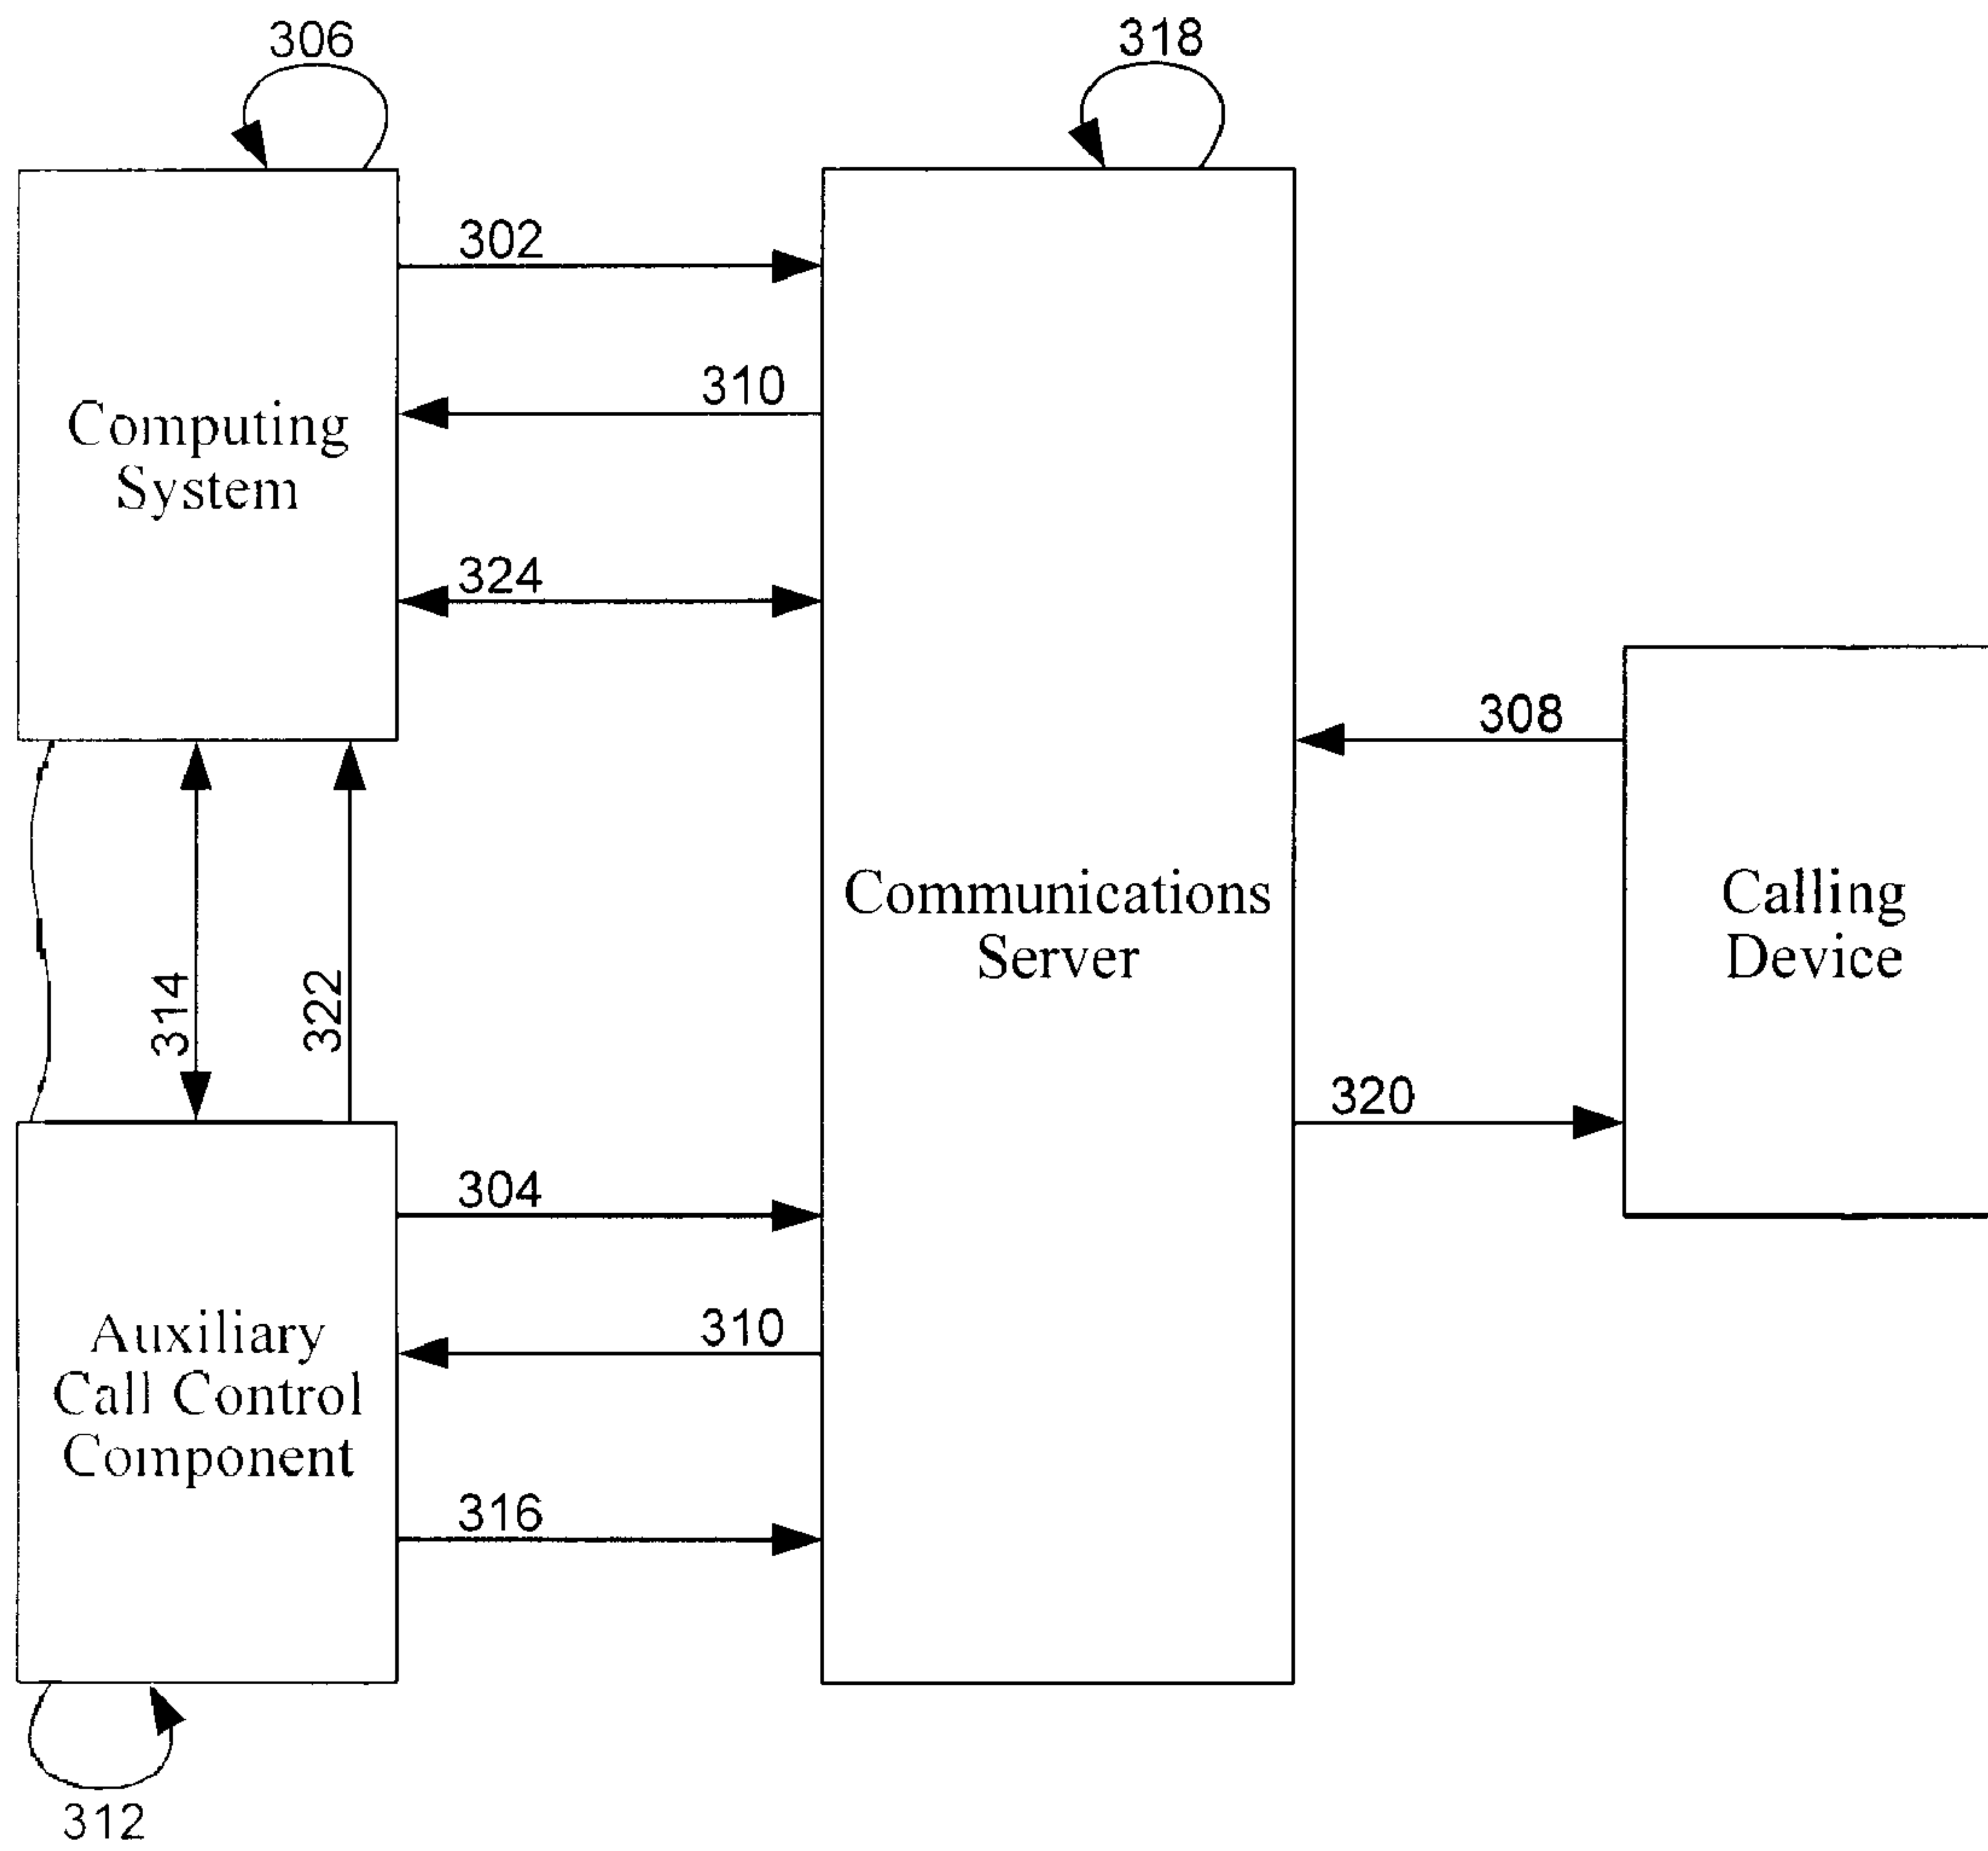 306
318
302
310
Computing
System
324
308
314
322
Communications
Server
Calling
Device
320
304
310
Auxiliary
Call Control
Component
316
312